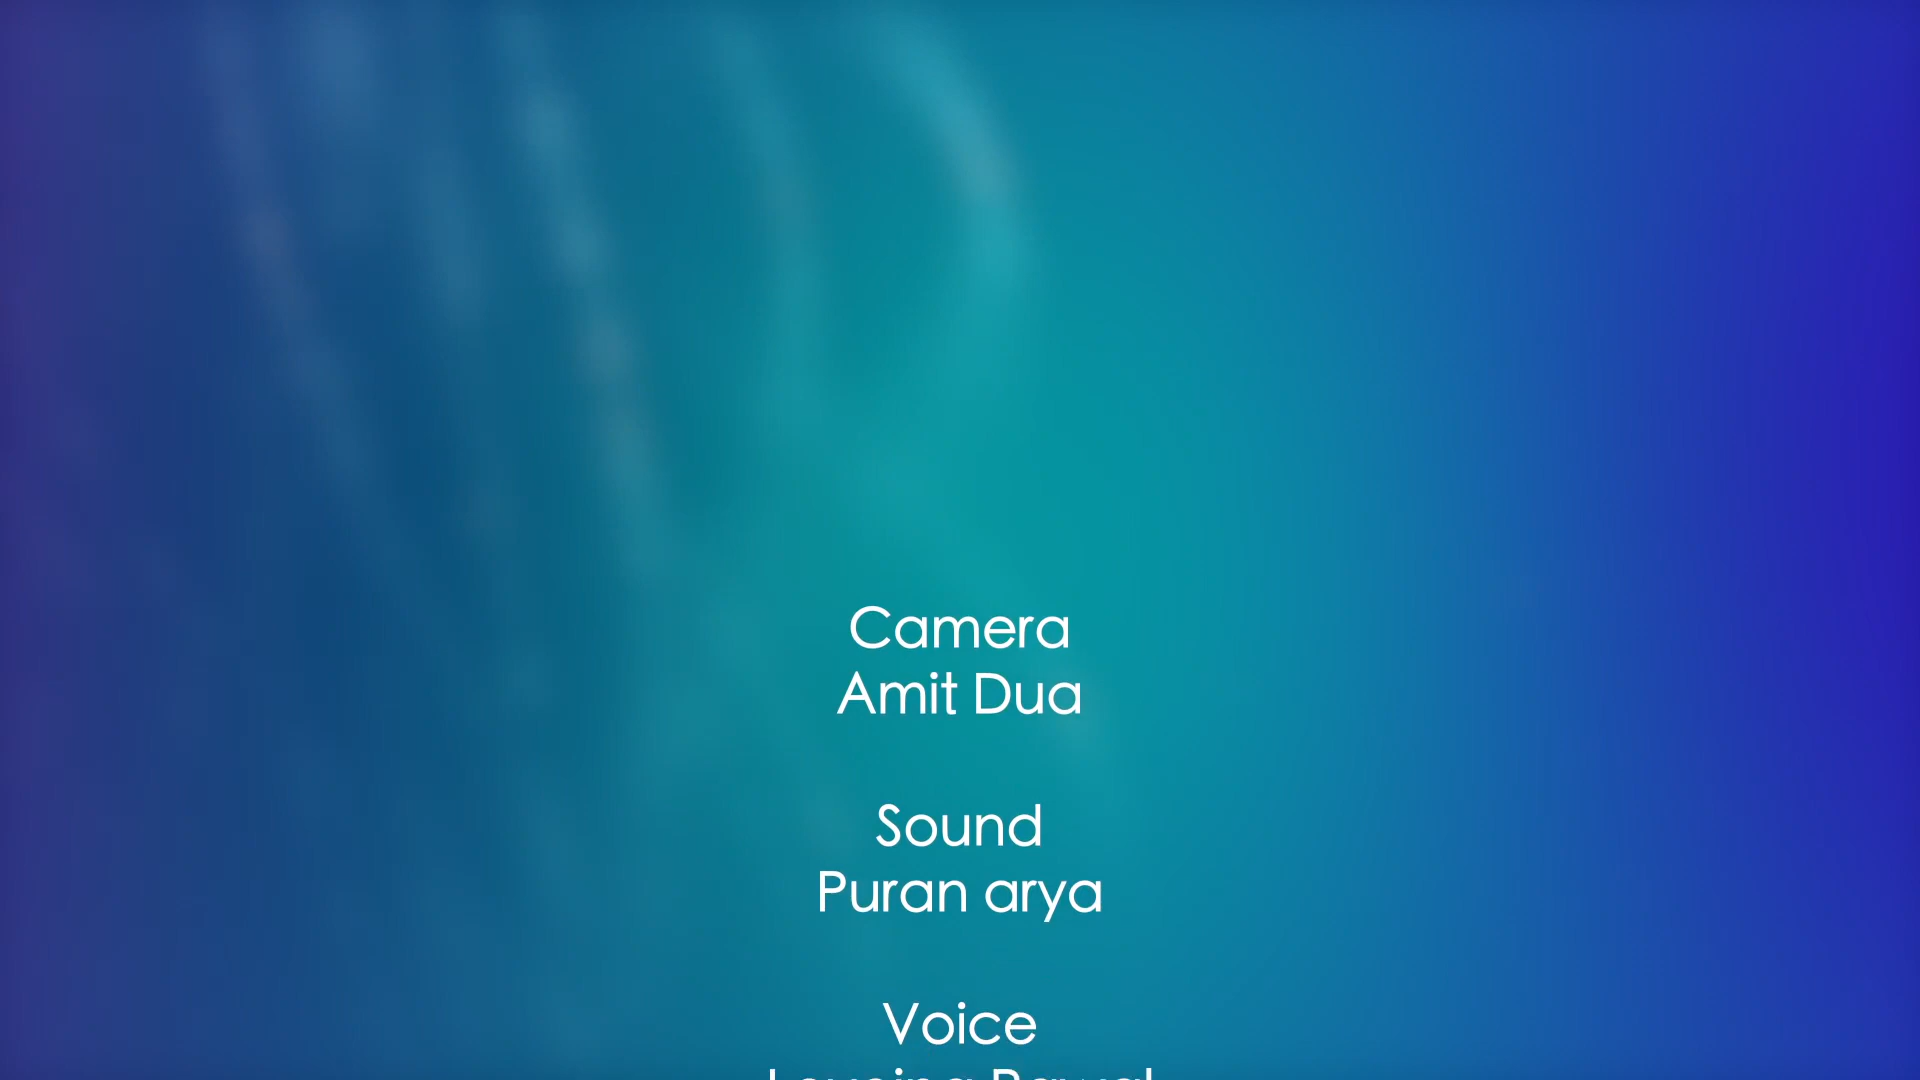 Camera
Amit Dua
Sound
Puran arya
Voice